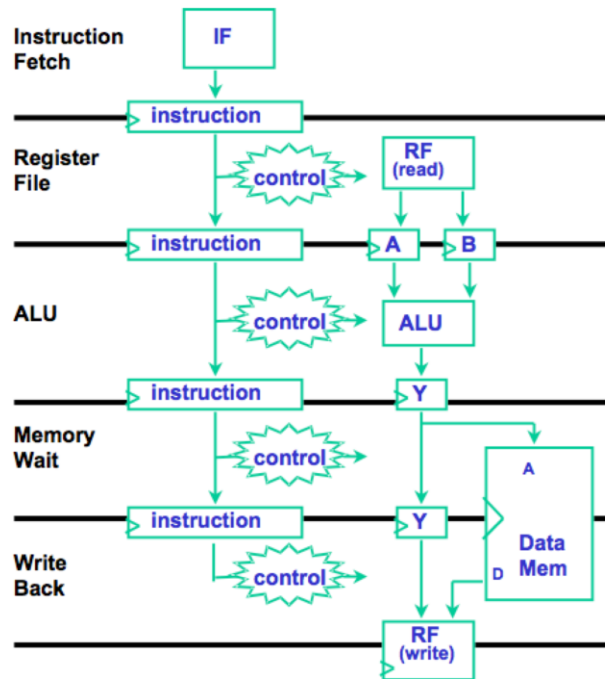 Instruction
Fetch
IF
instruction
Register
File
control
RF
(read)
instruction
A
B
ALU
control
ALU
instruction
Y
Memory
Wait
control
A
instruction
Y
Data
Mem
D
Write
Back
control
RF
(write)